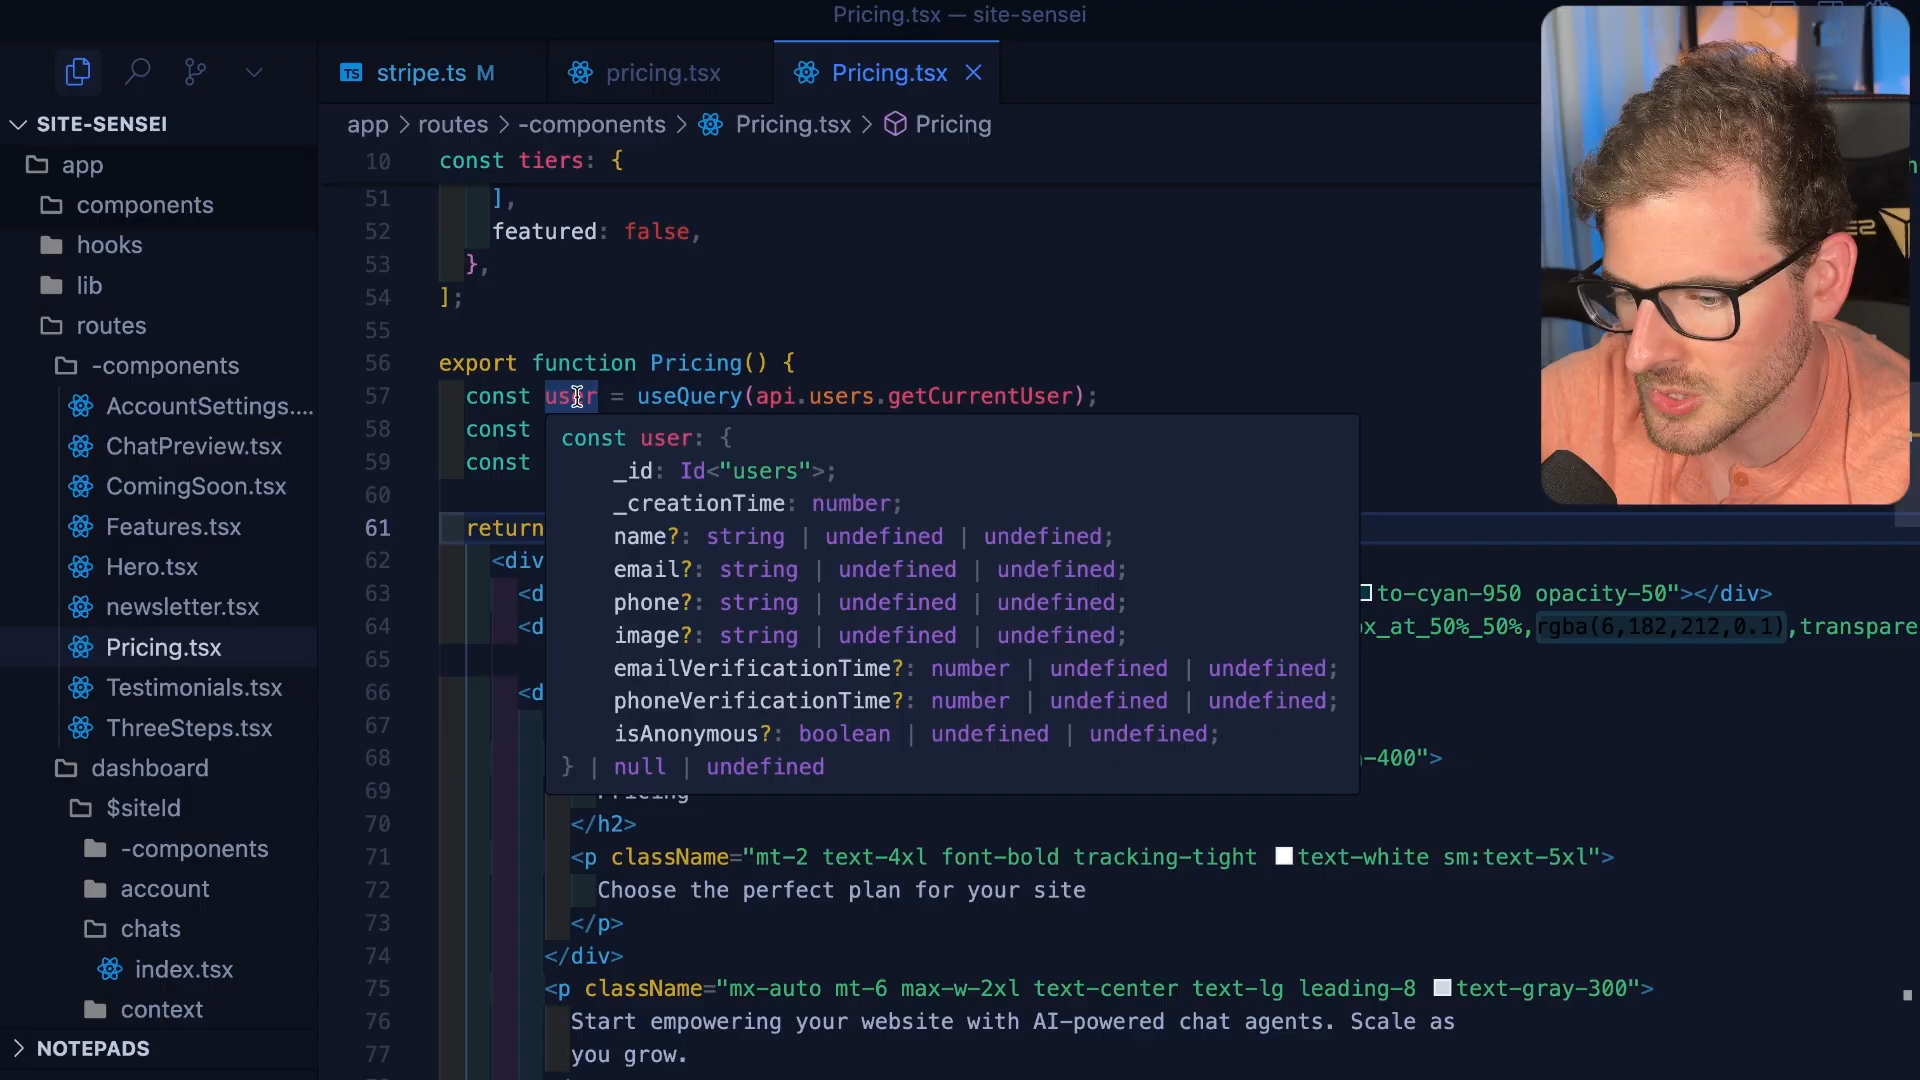 Pricing.tsx — site-sensei
TS stripe.ts M
pricing.tsx
Pricing.tsx
SITE-SENSEI
app
components
hooks
lib
routes
-components
AccountSettings....
ChatPreview.tsx
ComingSoon.tsx
Features.tsx
Hero.tsx
newsletter.tsx
Pricing.tsx
Testimonials.tsx
ThreeSteps.tsx
dashboard
$siteId
-components
account
chats
index.tsx
context
NOTEPADS
app > routes > -components > Pricing.tsx > Pricing
10 const tiers: {
51 ],
52 featured: false,
53 },
54 ];
55
56 export function Pricing() {
57 const user = useQuery(api.users.getCurrentUser);
58 const
59 const
60
61 return
62 <div
63 <d to-cyan-950 opacity-50"></div>
64 <d x_at_50%_50%,rgba(6,182,212,0.1),transpare
65
66 <d
67
68 -400">
69 Pricing
70 </h2>
71 <p className="mt-2 text-4xl font-bold tracking-tight text-white sm:text-5xl">
72 Choose the perfect plan for your site
73 </p>
74 </div>
75 <p className="mx-auto mt-6 max-w-2xl text-center text-lg leading-8 text-gray-300">
76 Start empowering your website with AI-powered chat agents. Scale as
77 you grow.
const user: {
_id: Id<"users">;
_creationTime: number;
name?: string | undefined | undefined;
email?: string | undefined | undefined;
phone?: string | undefined | undefined;
image?: string | undefined | undefined;
emailVerificationTime?: number | undefined | undefined;
phoneVerificationTime?: number | undefined | undefined;
isAnonymous?: boolean | undefined | undefined;
} | null | undefined